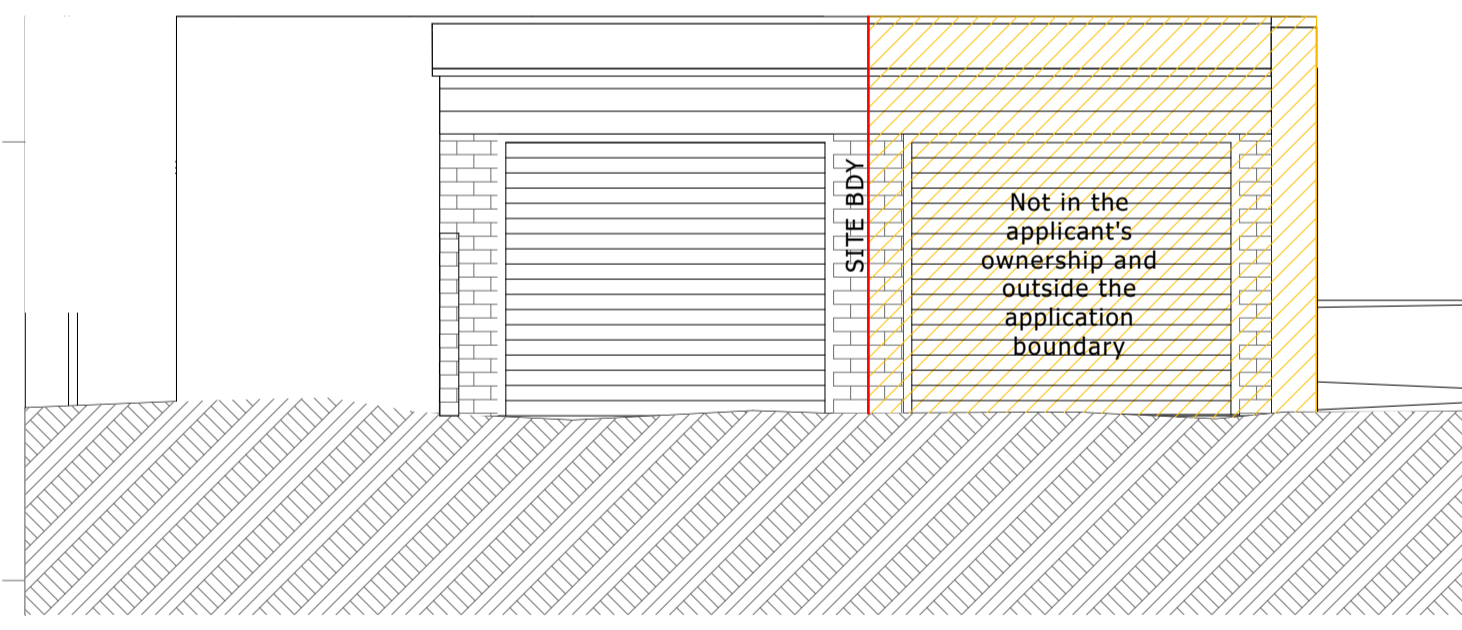 SITE BDY
Not in the
applicant's
ownership and
outside the
application
boundary